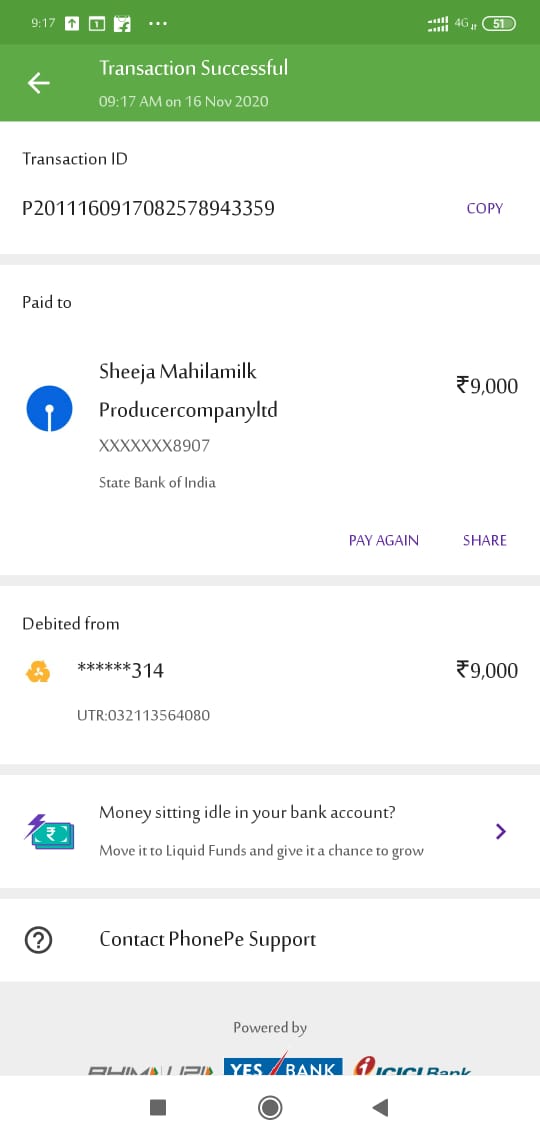 9:17 1 ... 4G 51
Transaction Successful
09:17 AM on 16 Nov 2020
Transaction ID
P2011160917082578943359 COPY
Paid to
Sheeja Mahilamilk
Producercompanyltd
₹9,000
XXXXXXX8907
State Bank of India
PAY AGAIN SHARE
Debited from
******314 ₹9,000
UTR:032113564080
Money sitting idle in your bank account?
Move it to Liquid Funds and give it a chance to grow
Contact PhonePe Support
Powered by
BHIM UPI YES BANK ICICI Bank